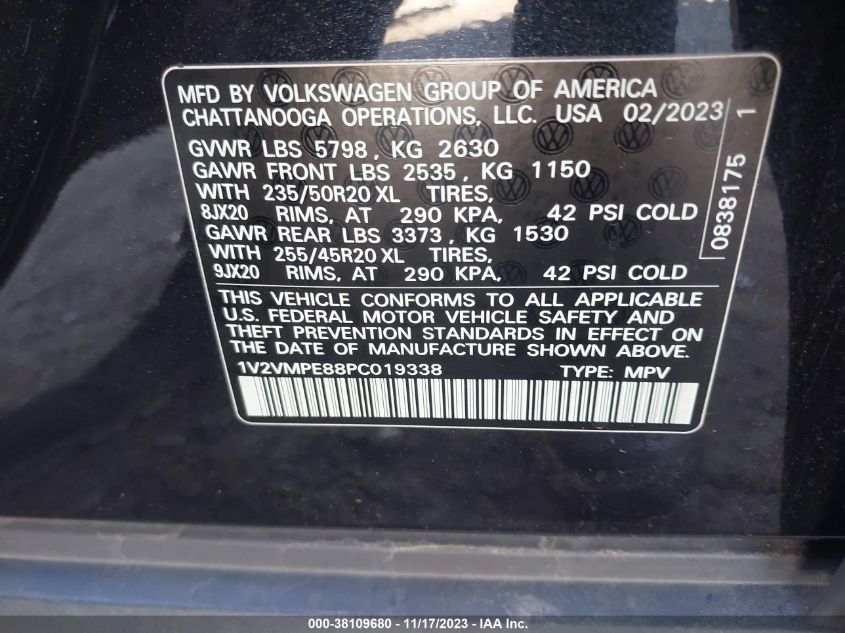 MFD BY VOLKSWAGEN GROUP OF AMERICA
CHATTANOOGA OPERATIONS, LLC. USA 02/2023
GVWR LBS 5798, KG 2630
GAWR FRONT LBS 2535, KG 1150
WITH 235/50R20 XL TIRES,
8JX20 RIMS, AT 290 KPA, 42 PSI COLD
GAWR REAR LBS 3373, KG 1530
WITH 255/45R20 XL TIRES,
9JX20 RIMS, AT 290 KPA, 42 PSI COLD
THIS VEHICLE CONFORMS TO ALL APPLICABLE
U.S. FEDERAL MOTOR VEHICLE SAFETY AND
THEFT PREVENTION STANDARDS IN EFFECT ON
THE DATE OF MANUFACTURE SHOWN ABOVE.
1V2VMPE88PC019338 TYPE: MPV
0838175 1
000-38109680 - 11/17/2023 - IAAI.COM